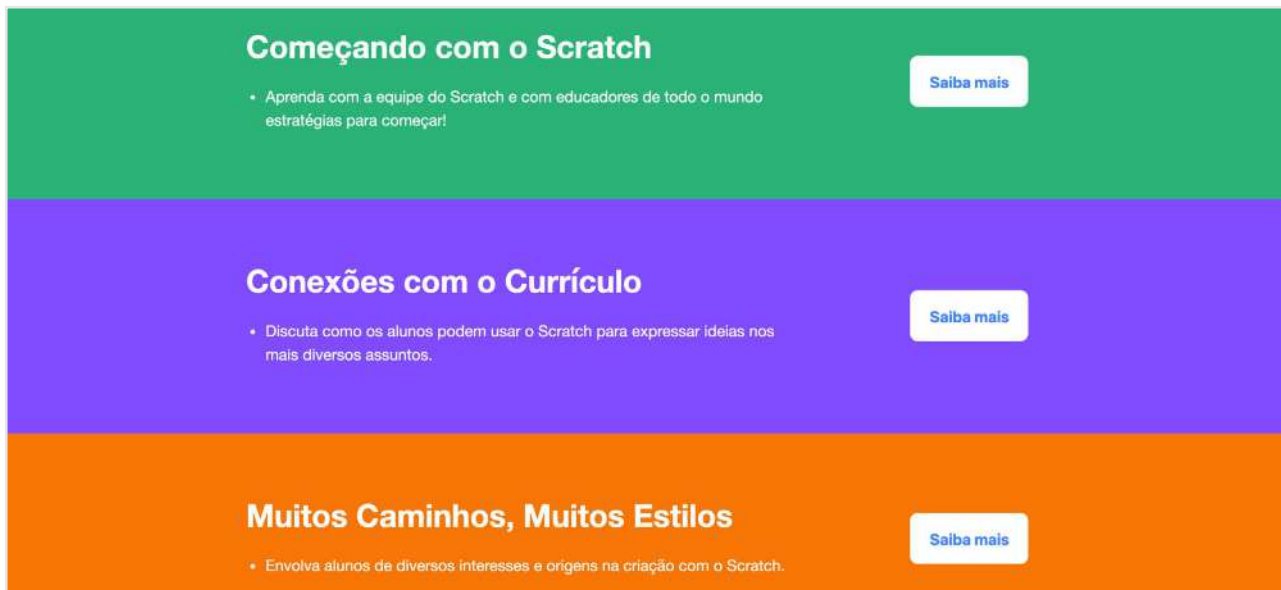 Começando com o Scratch
Saiba mais
• Aprenda com a equipe do Scratch e com educadores de todo o mundo
estratégias para começar!
Conexões com o Currículo
Saiba mais
• Discuta como os alunos podem usar o Scratch para expressar ideias nos
mais diversos assuntos.
Muitos Caminhos, Muitos Estilos
Saiba mais
• Envolva alunos de diversos interesses e origens na criação com o Scratch.